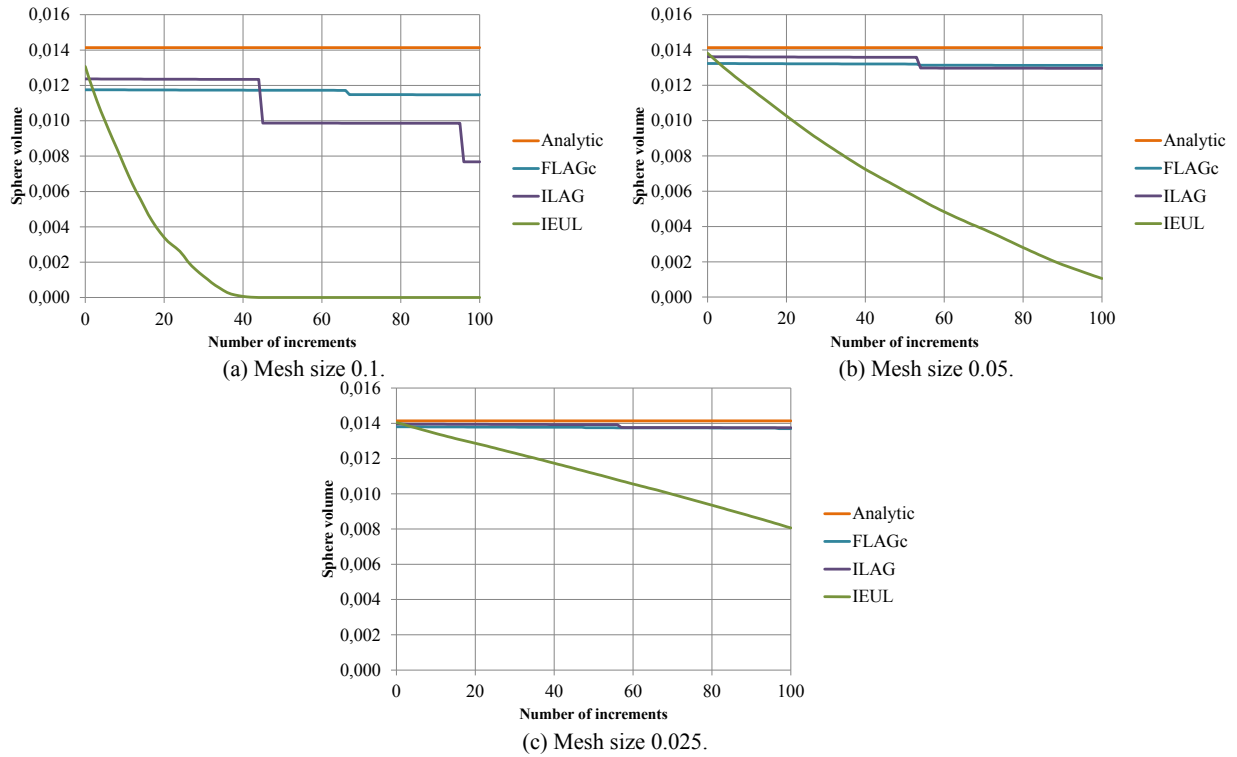 0,016
0,014
0,012
0,010
0,008
0,006
0,004
0,002
0,000
Sphere volume
0 20 40 60 80 100
Number of increments
Analytic
FLAGc
ILAG
IEUL
(a) Mesh size 0.1.
0,016
0,014
0,012
0,010
0,008
0,006
0,004
0,002
0,000
Sphere volume
0 20 40 60 80 100
Number of increments
Analytic
FLAGc
ILAG
IEUL
(b) Mesh size 0.05.
0,016
0,014
0,012
0,010
0,008
0,006
0,004
0,002
0,000
Sphere volume
0 20 40 60 80 100
Number of increments
Analytic
FLAGc
ILAG
IEUL
(c) Mesh size 0.025.